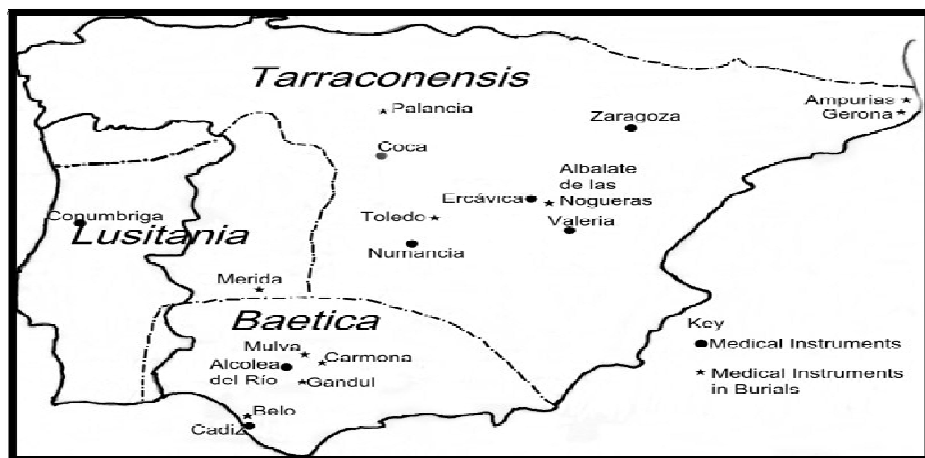 Tarraconensis
Palancia
Ampurias
Gerona
Zaragoza
Coca
Albalate
de las
Nogueras
Ercávica
Toledo
Valeria
Conumbriga
Lusitania
Numancia
Merida
Baetica
Mulva
Carmona
Alcolea
del Río
Gandul
Belo
Cadiz
Key
Medical Instruments
Medical Instruments
in Burials